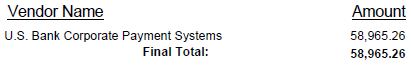 Vendor Name Amount
U.S. Bank Corporate Payment Systems 58,965.26
Final Total: 58,965.26